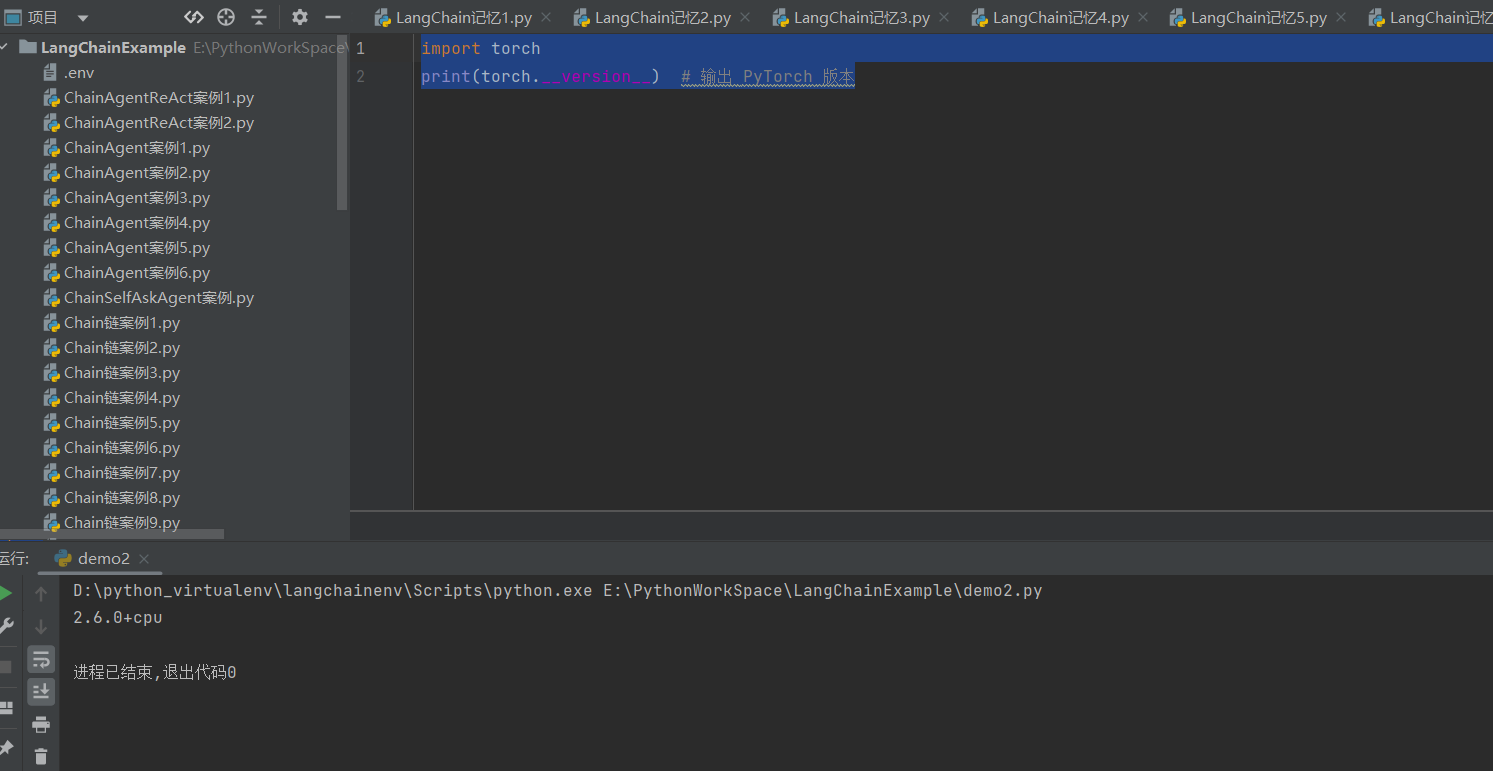 项目
LangChain记忆1.py
LangChain记忆2.py
LangChain记忆3.py
LangChain记忆4.py
LangChain记忆5.py
LangChain记忆
LangChainExample E:\PythonWorkSpace\
.env
ChainAgentReAct案例1.py
ChainAgentReAct案例2.py
ChainAgent案例1.py
ChainAgent案例2.py
ChainAgent案例3.py
ChainAgent案例4.py
ChainAgent案例5.py
ChainAgent案例6.py
ChainSelfAskAgent案例.py
Chain链案例1.py
Chain链案例2.py
Chain链案例3.py
Chain链案例4.py
Chain链案例5.py
Chain链案例6.py
Chain链案例7.py
Chain链案例8.py
Chain链案例9.py
1 import torch
2 print(torch.__version__)  # 输出 PyTorch 版本
运行:
demo2
D:\python_virtualenv\langchainenv\Scripts\python.exe E:\PythonWorkSpace\LangChainExample\demo2.py
2.6.0+cpu
进程已结束,退出代码0